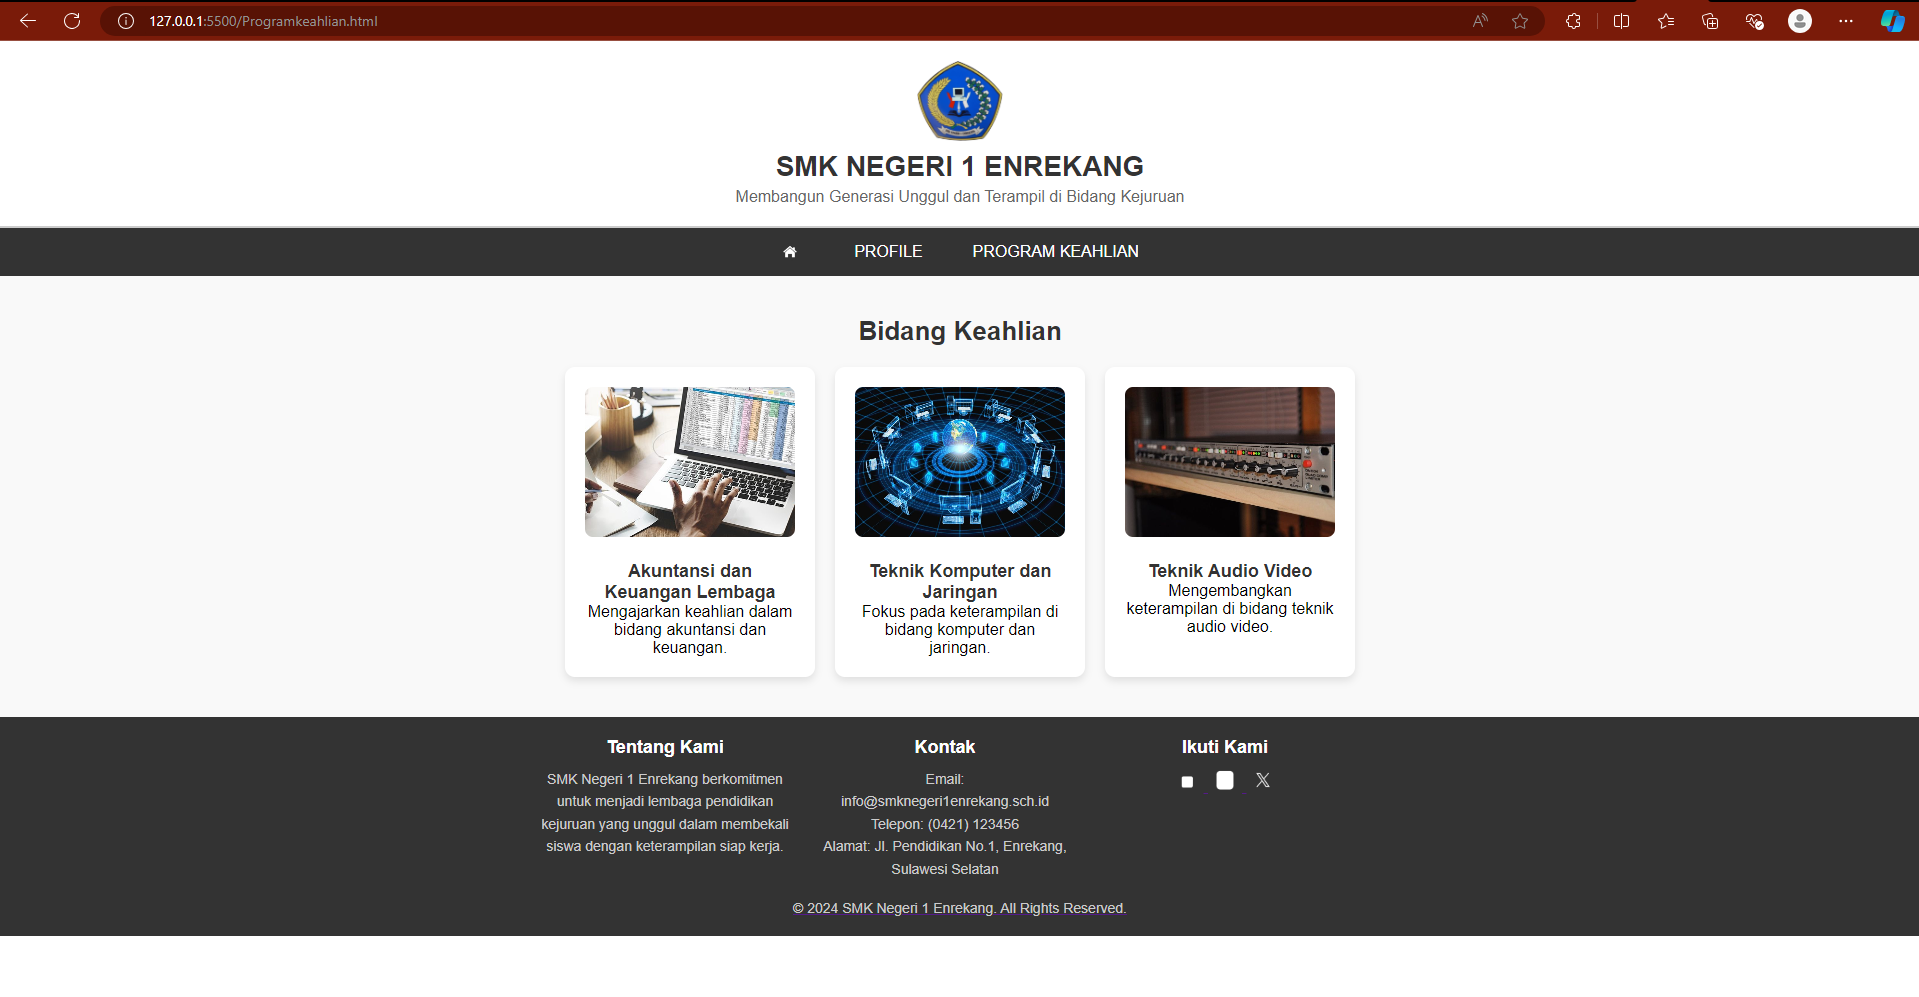 127.0.0.1:5500/Programkeahlian.html
SMK NEGERI 1 ENREKANG
Membangun Generasi Unggul dan Terampil di Bidang Kejuruan
PROFILE PROGRAM KEAHLIAN
Bidang Keahlian
Akuntansi dan
Keuangan Lembaga
Mengajarkan keahlian dalam
bidang akuntansi dan
keuangan.
Teknik Komputer dan
Jaringan
Fokus pada keterampilan di
bidang komputer dan
jaringan.
Teknik Audio Video
Mengembangkan
keterampilan di bidang teknik
audio video.
Tentang Kami
SMK Negeri 1 Enrekang berkomitmen
untuk menjadi lembaga pendidikan
kejuruan yang unggul dalam membekali
siswa dengan keterampilan siap kerja.
Kontak
Email:
info@smknegeri1enrekang.sch.id
Telepon: (0421) 123456
Alamat: Jl. Pendidikan No.1, Enrekang,
Sulawesi Selatan
Ikuti Kami
© 2024 SMK Negeri 1 Enrekang. All Rights Reserved.